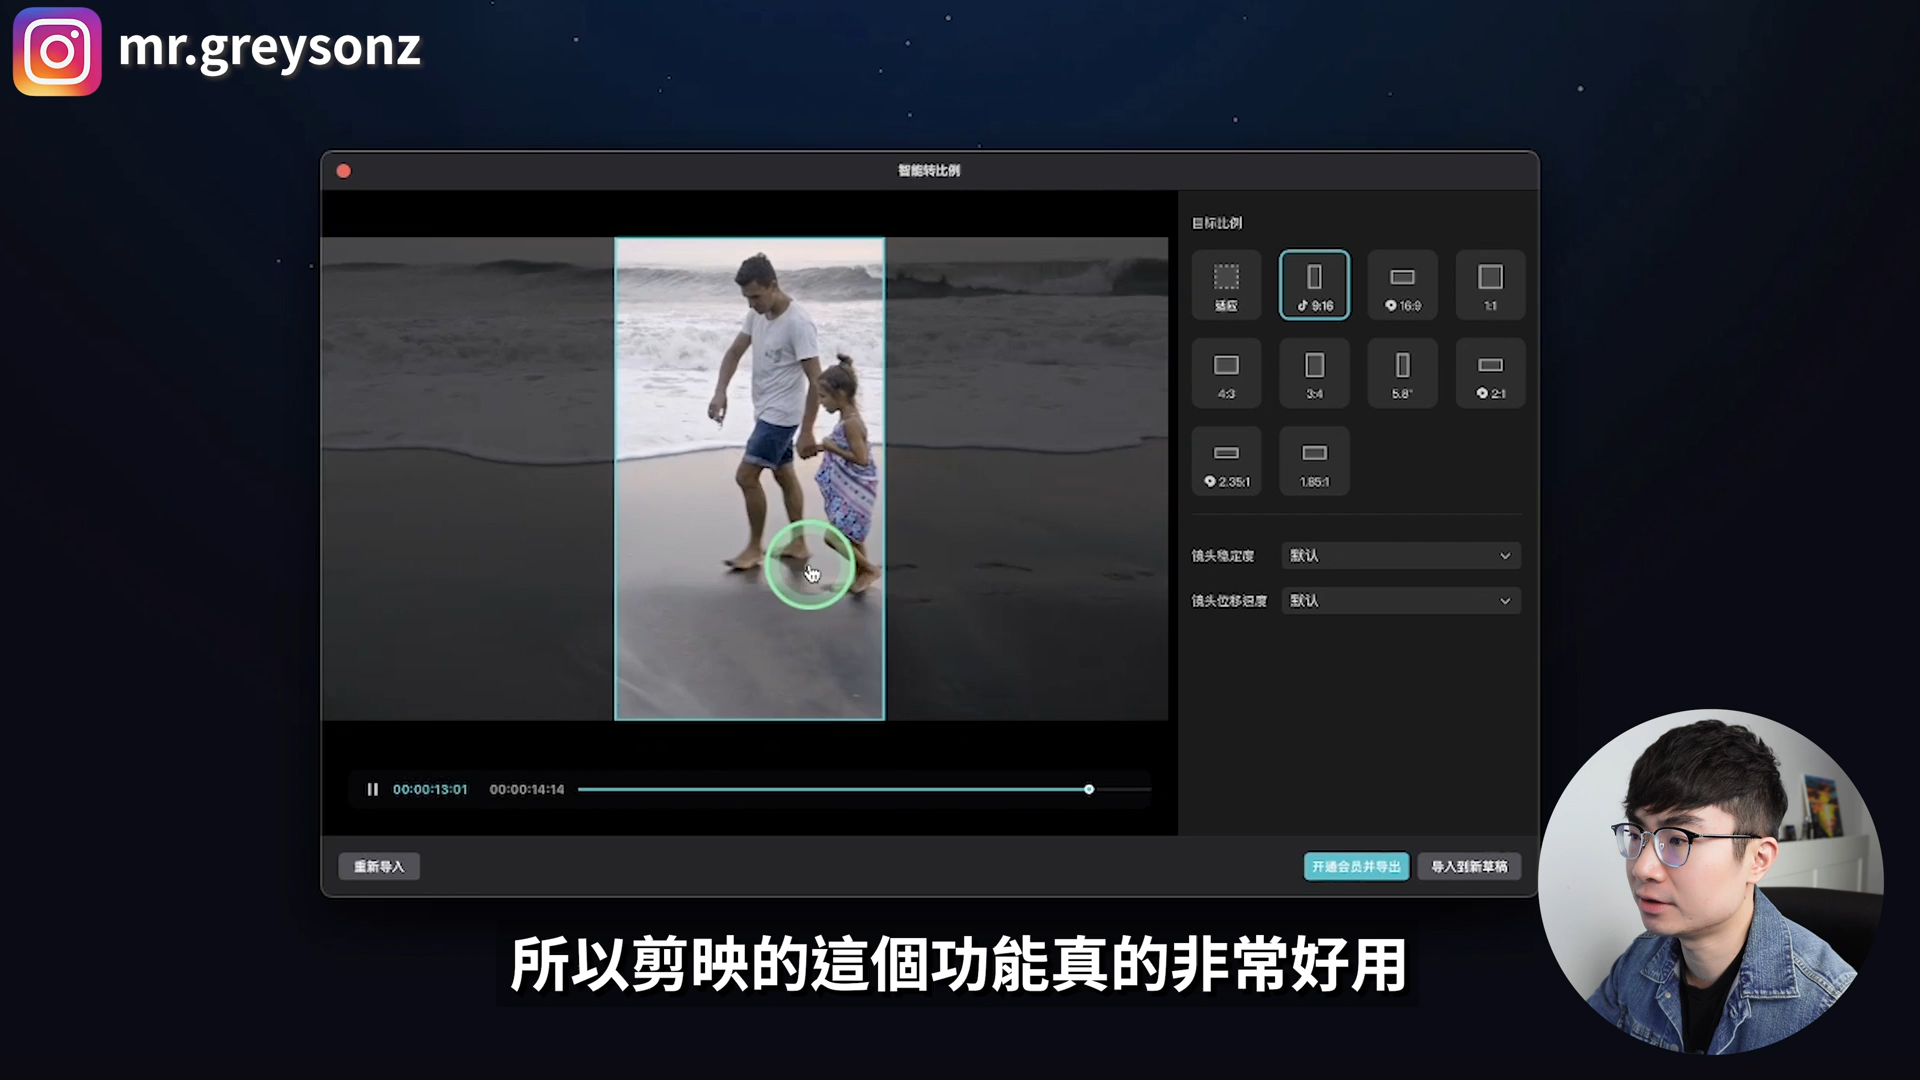 mr.greysonz
智能转比例
目标比例
适应
9:16
16:9
1:1
4:3
3:4
5.8"
2:1
2.35:1
1.85:1
镜头稳定度
默认
镜头位移速度
默认
00:00:13:01
00:00:14:14
重新导入
开通会员并导出
导入到新草稿
所以剪映的這個功能真的非常好用